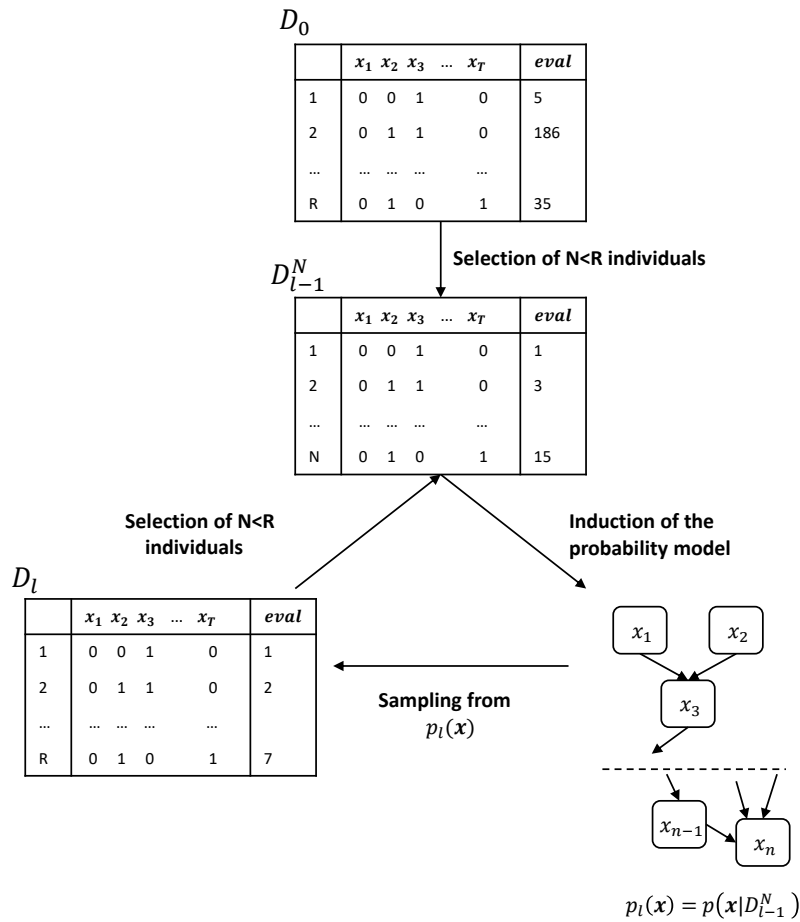 D_0
x_1 x_2 x_3 ... x_T eval
1 0 0 1 0 5
2 0 1 1 0 186
... ... ... ... ...
R 0 1 0 1 35
Selection of N<R individuals
D_{l-1}^N
x_1 x_2 x_3 ... x_T eval
1 0 0 1 0 1
2 0 1 1 0 3
... ... ... ... ...
N 0 1 0 1 15
Selection of N<R
individuals
Induction of the
probability model
D_l
x_1 x_2 x_3 ... x_T eval
1 0 0 1 0 1
2 0 1 1 0 2
... ... ... ... ...
R 0 1 0 1 7
Sampling from
p_l(x)
x_1 x_2
x_3
x_{n-1}
x_n
p_l(x) = p(x|D_{l-1}^N)